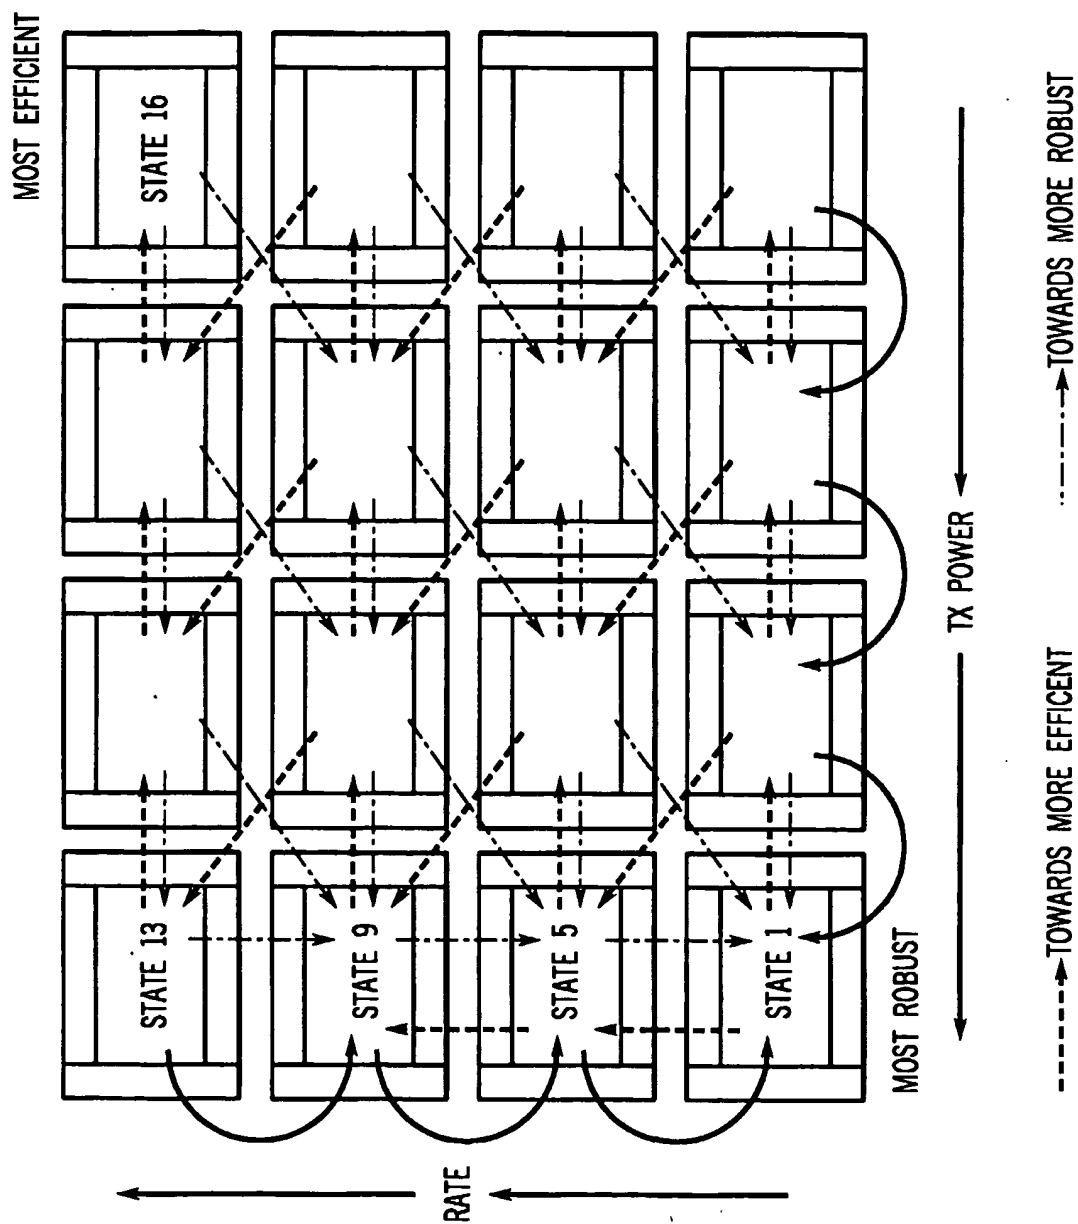 MOST EFFICIENT
STATE 16
STATE 13
STATE 9
STATE 5
STATE 1
MOST ROBUST
RATE
TX POWER
TOWARDS MORE EFFICENT
TOWARDS MORE ROBUST